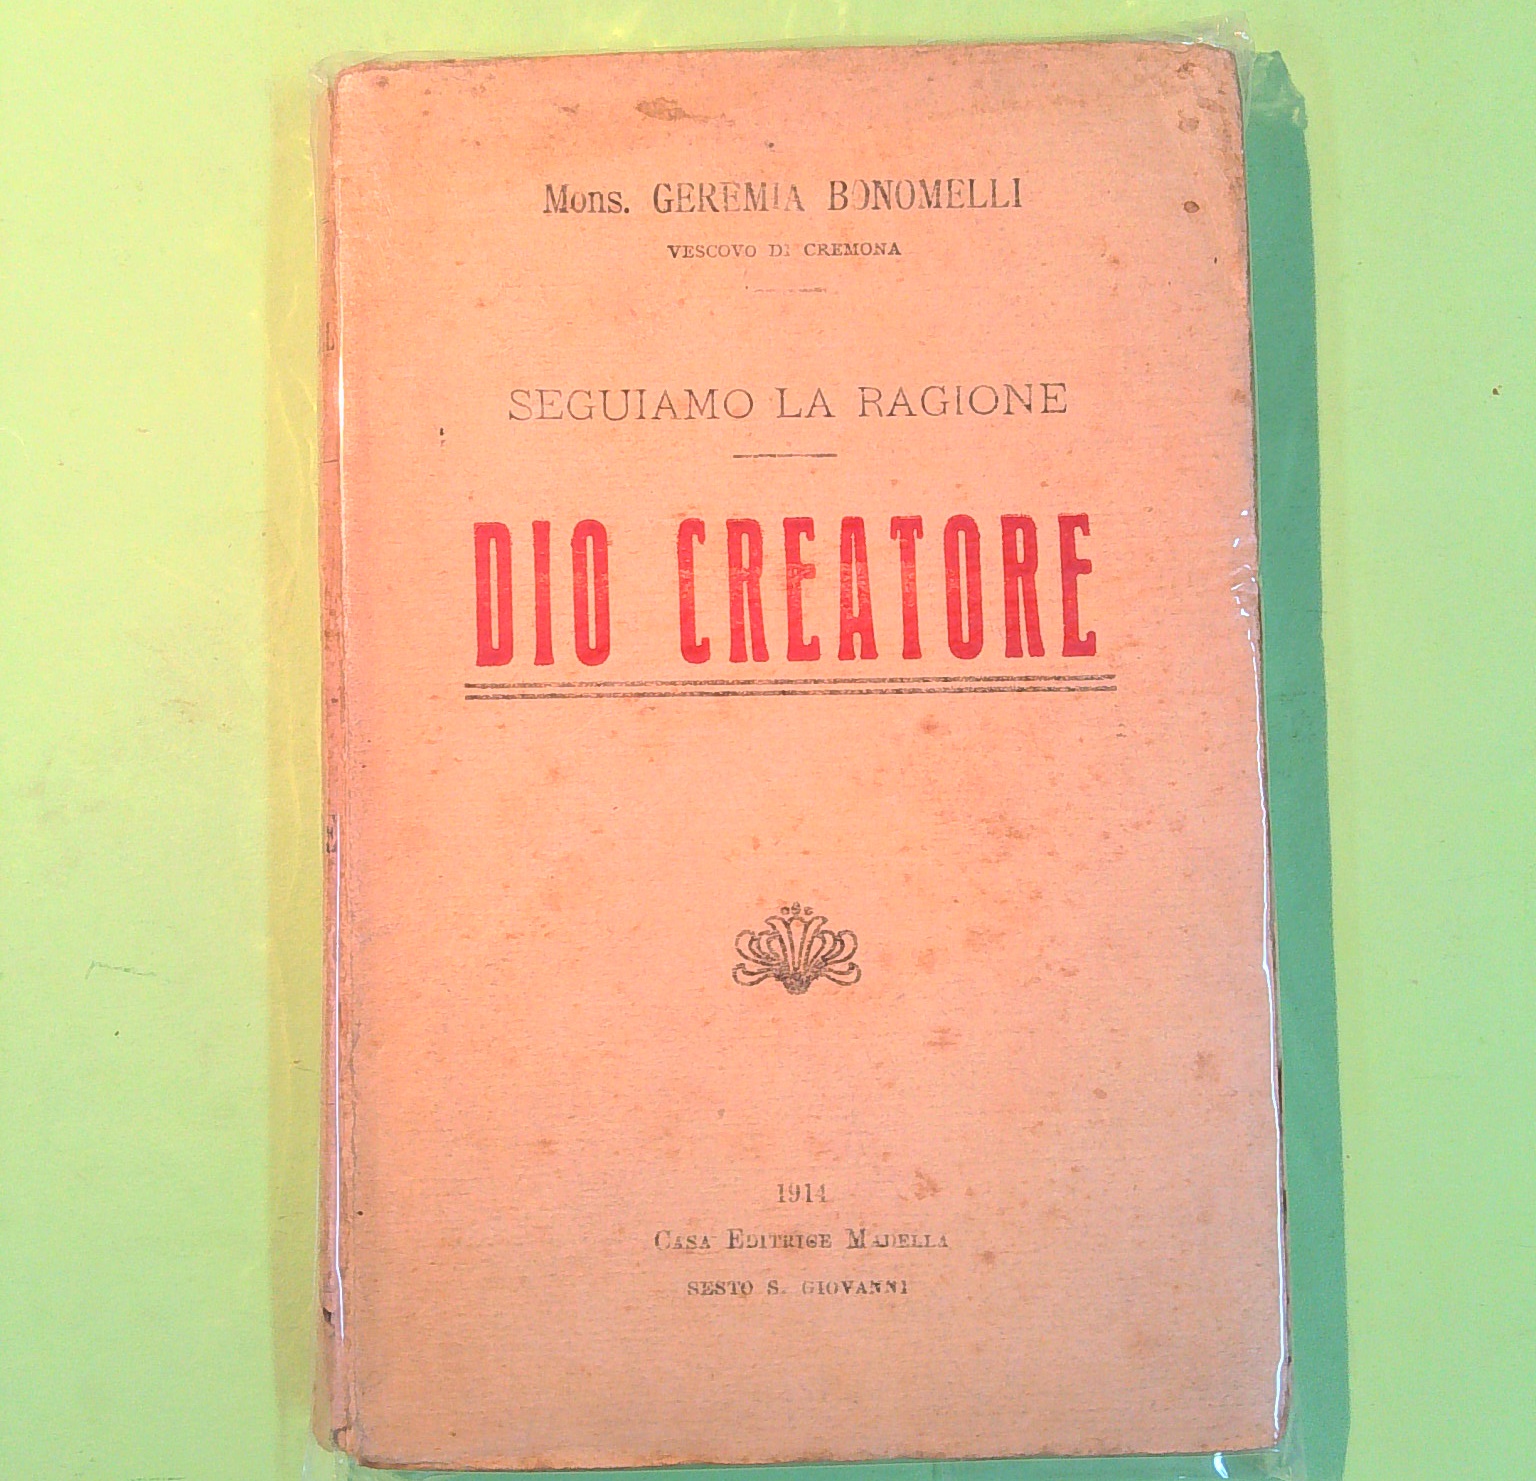 Mons. GEREMIA BONOMELLI
VESCOVO DI CREMONA
SEGUIAMO LA RAGIONE
DIO CREATORE
1914
CASA EDITRICE MADELLA
SESTO S. GIOVANNI